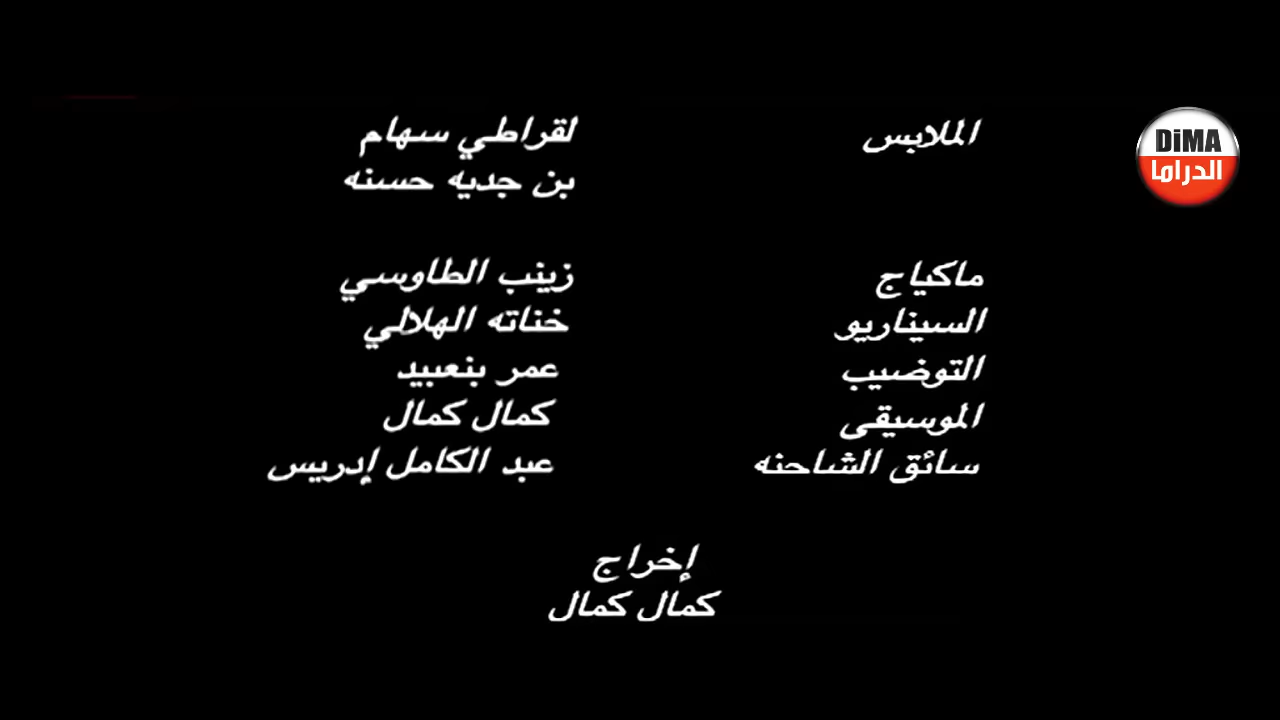 الملابس لقراطي سهام
بن جديه حسنه
ماكياج زينب الطاوسي
السيناريو خناته الهلالي
التوضيب عمر بنعبيد
الموسيقى كمال كمال
سائق الشاحنه عبد الكامل إدريس
إخراج
كمال كمال
DiMA
الدراما